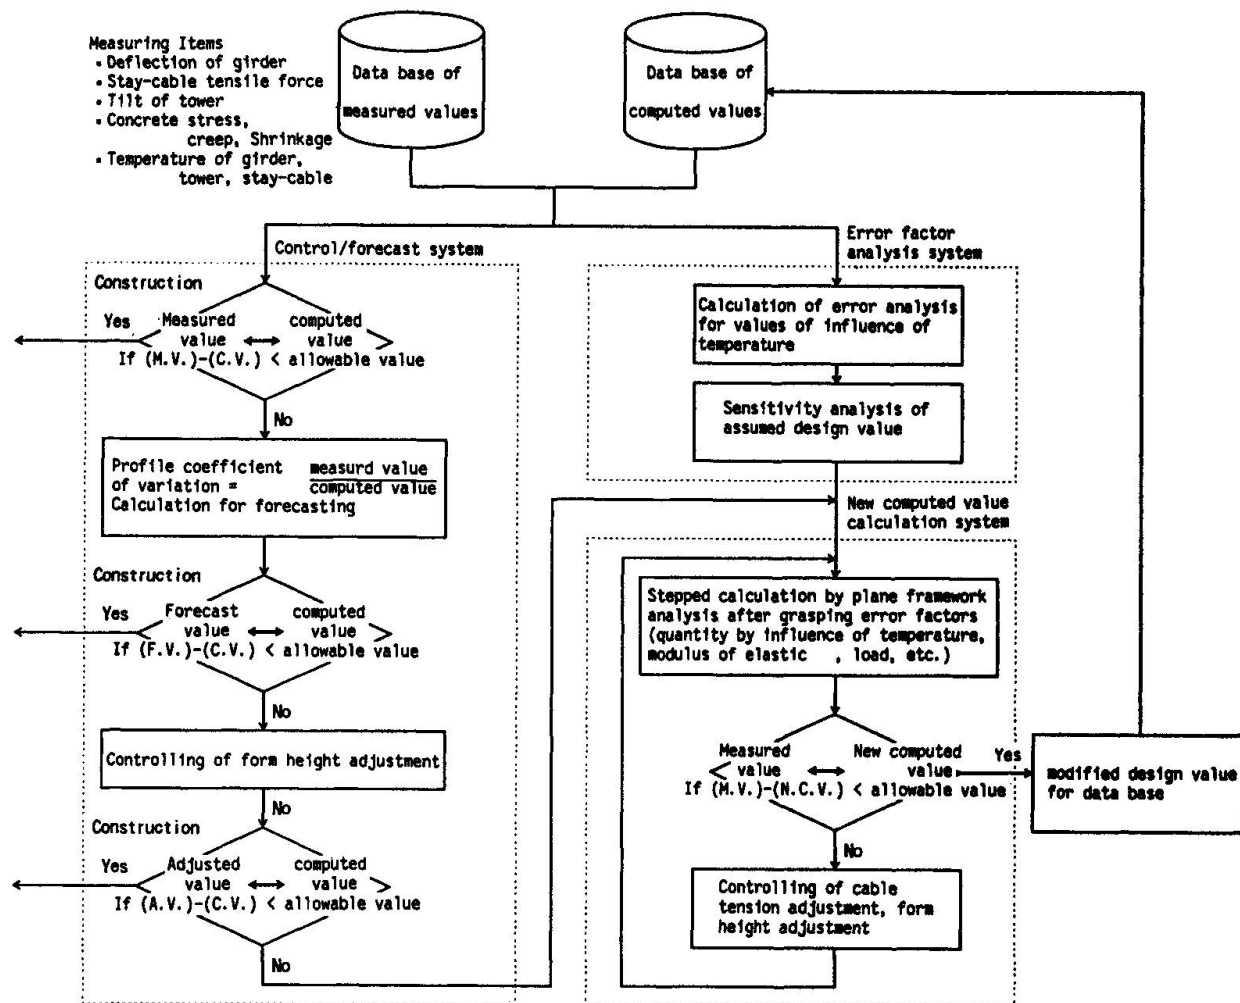 Measuring Items
• Deflection of girder
• Stay-cable tensile force
• Tilt of tower
• Concrete stress,
creep, Shrinkage
• Temperature of girder,
tower, stay-cable
Data base of
measured values
Data base of
computed values
Control/forecast system
Construction
Yes
Measured computed
value ↔ value
If (M.V.)-(C.V.) < allowable value
No
Profile coefficient measurd value
of variation = computed value
Calculation for forecasting
Construction
Yes
Forecast computed
value ↔ value
If (F.V.)-(C.V.) < allowable value
No
Controlling of form height adjustment
No
Construction
Yes
Adjusted computed
value ↔ value
If (A.V.)-(C.V.) < allowable value
No
Error factor
analysis system
Calculation of error analysis
for values of influence of
temperature
Sensitivity analysis of
assumed design value
New computed value
calculation system
Stepped calculation by plane framework
analysis after grasping error factors
(quantity by influence of temperature,
modulus of elastic , load, etc.)
Measured New computed
value ↔ value
If (M.V.)-(N.C.V.) < allowable value
Yes
No
Controlling of cable
tension adjustment, form
height adjustment
modified design value
for data base